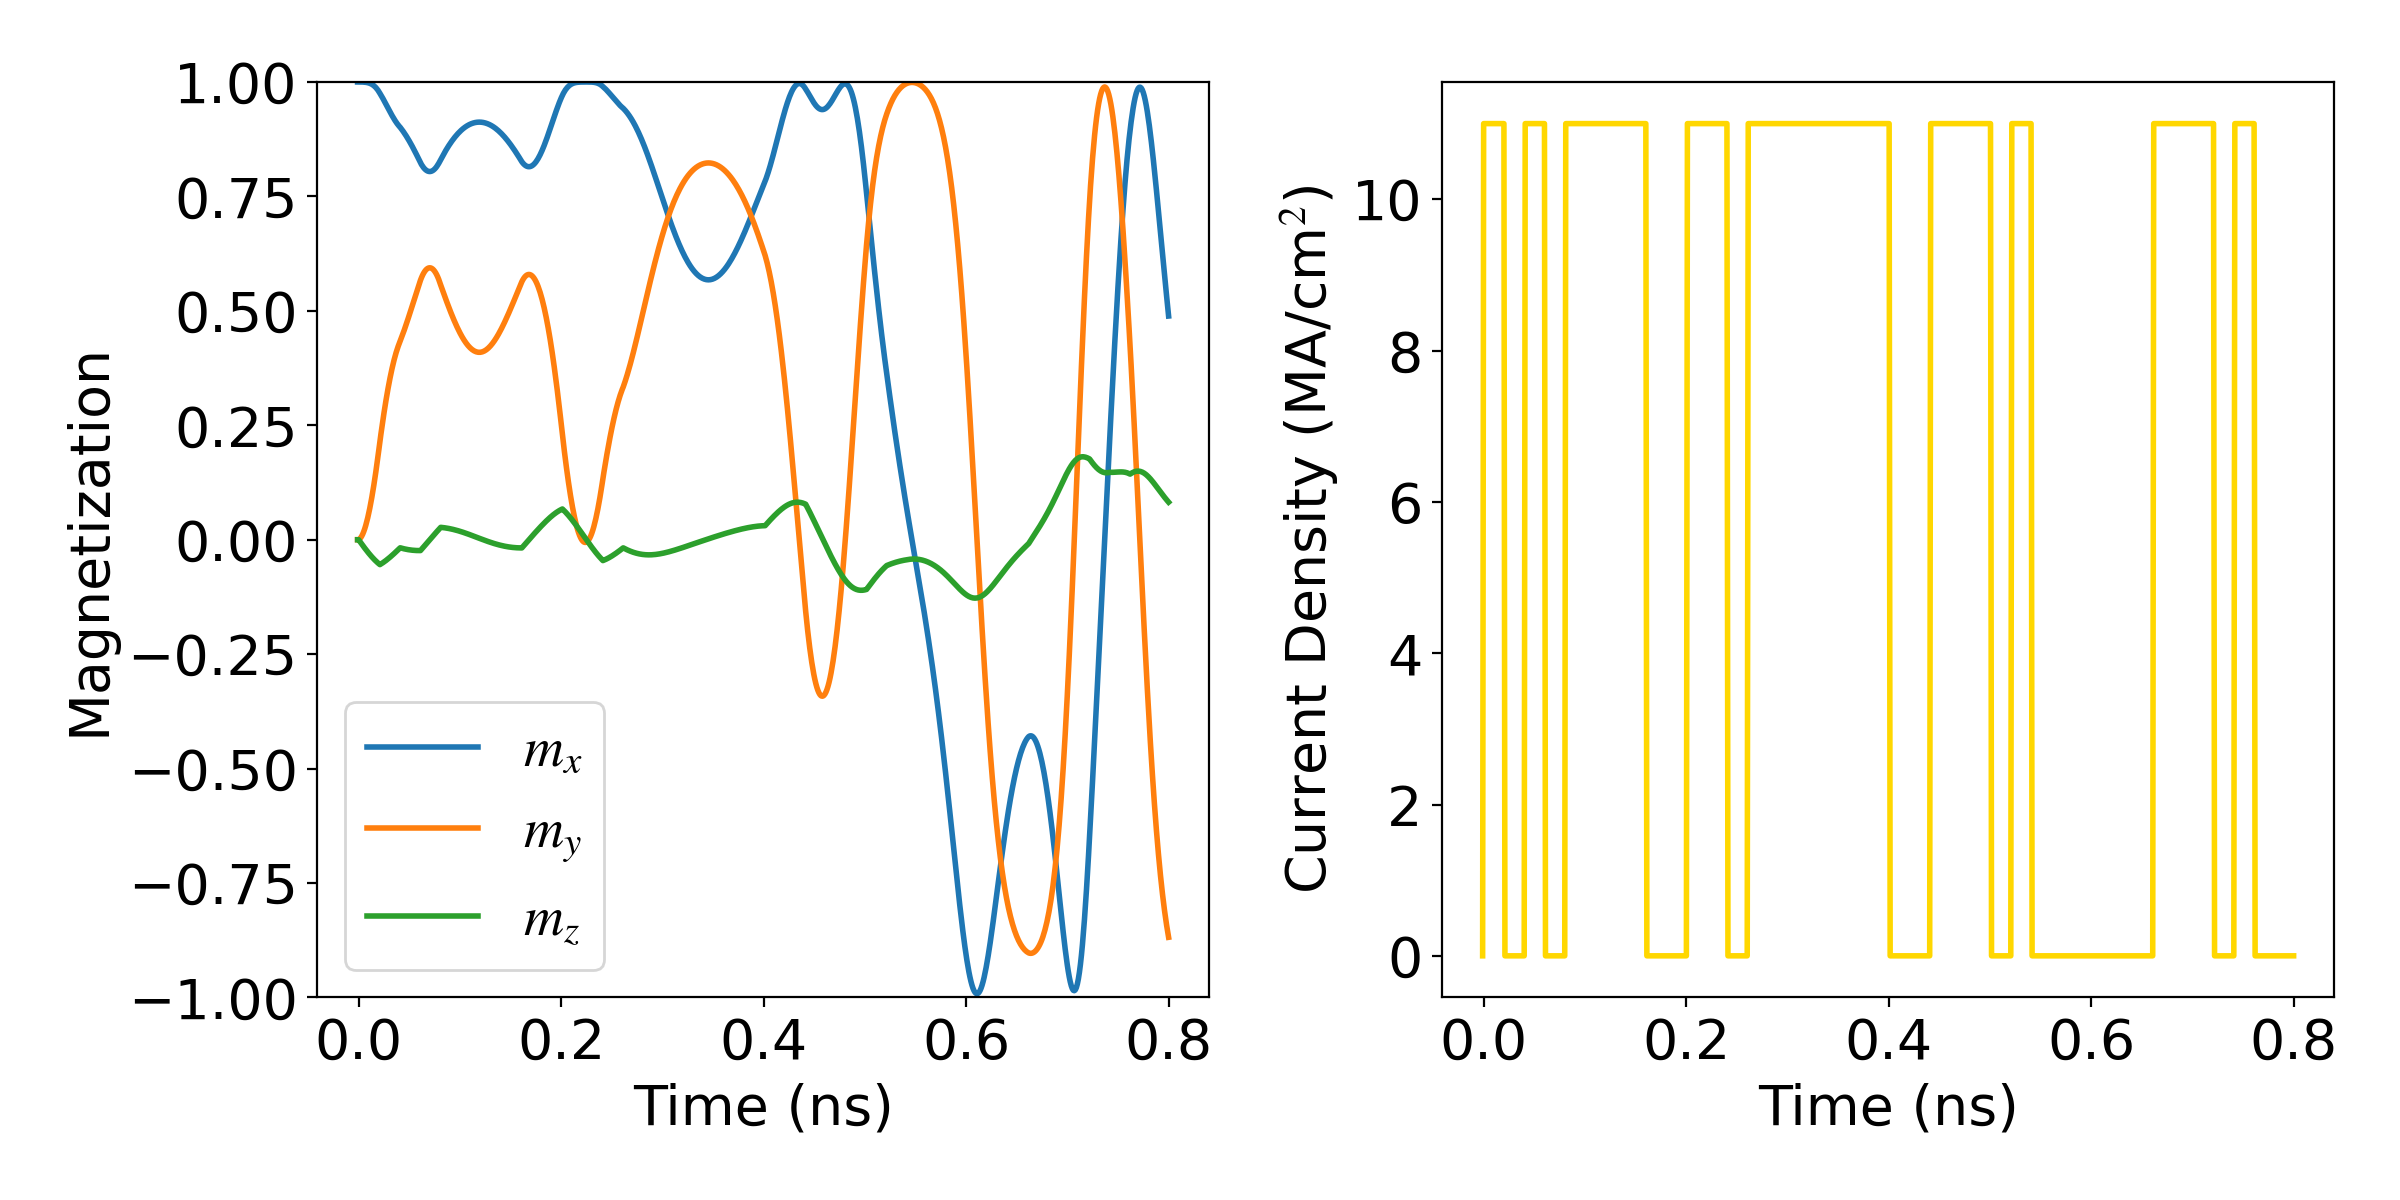 1.00
0.75
0.50
0.25
0.00
−0.25
−0.50
−0.75
−1.00
Magnetization
m_x
m_y
m_z
0.0 0.2 0.4 0.6 0.8
Time (ns)
10
8
6
4
2
0
Current Density (MA/cm²)
0.0 0.2 0.4 0.6 0.8
Time (ns)